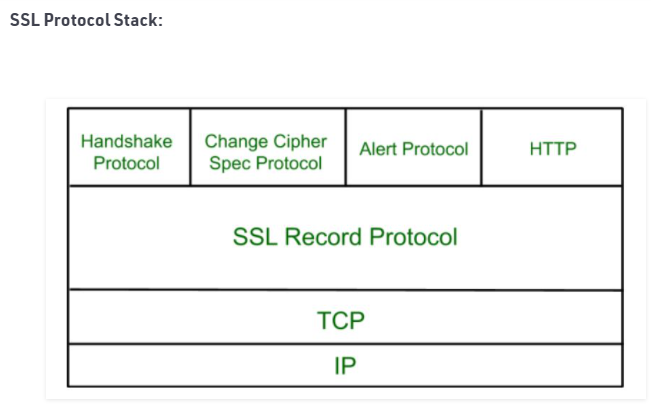 SSL Protocol Stack:
Handshake
Protocol
Change Cipher
Spec Protocol
Alert Protocol
HTTP
SSL Record Protocol
TCP
IP